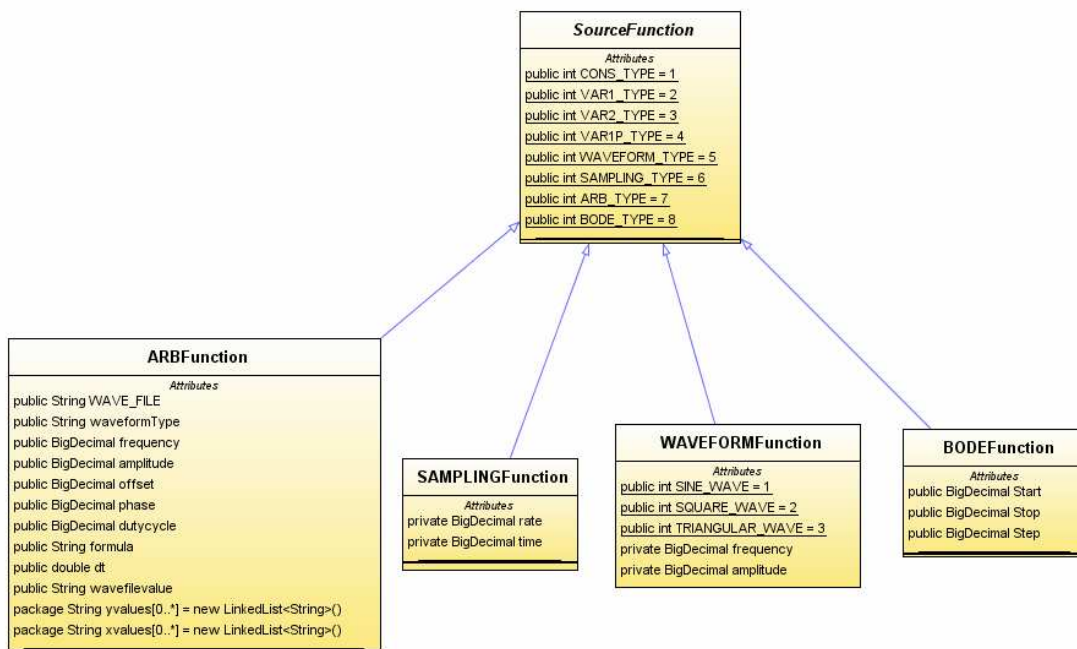 SourceFunction
Attributes
public int CONS_TYPE = 1
public int VAR1_TYPE = 2
public int VAR2_TYPE = 3
public int VAR1P_TYPE = 4
public int WAVEFORM_TYPE = 5
public int SAMPLING_TYPE = 6
public int ARB_TYPE = 7
public int BODE_TYPE = 8
ARBFunction
Attributes
public String WAVE_FILE
public String waveformType
public BigDecimal frequency
public BigDecimal amplitude
public BigDecimal offset
public BigDecimal phase
public BigDecimal dutycycle
public String formula
public double dt
public String wavefilevalue
package String yvalues[0..*] = new LinkedList<String>()
package String xvalues[0..*] = new LinkedList<String>()
SAMPLINGFunction
Attributes
private BigDecimal rate
private BigDecimal time
WAVEFORMFunction
Attributes
public int SINE_WAVE = 1
public int SQUARE_WAVE = 2
public int TRIANGULAR_WAVE = 3
private BigDecimal frequency
private BigDecimal amplitude
BODEFunction
Attributes
public BigDecimal Start
public BigDecimal Stop
public BigDecimal Step